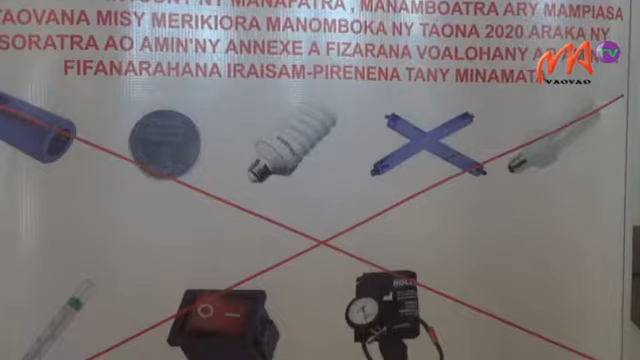 NY MANAFATRA, MANAMBOATRA ARY MAMPIASA
TAOVANA MISY MERIKIORA MANOMBOKA NY TAONA 2020 ARAKA NY
SORATRA AO AMIN'NY ANNEXE A FIZARANA VOALOHANY
FIFANARAHANA IRAISAM-PIRENENA TANY MINAMATA
MA TV
VAOVAO